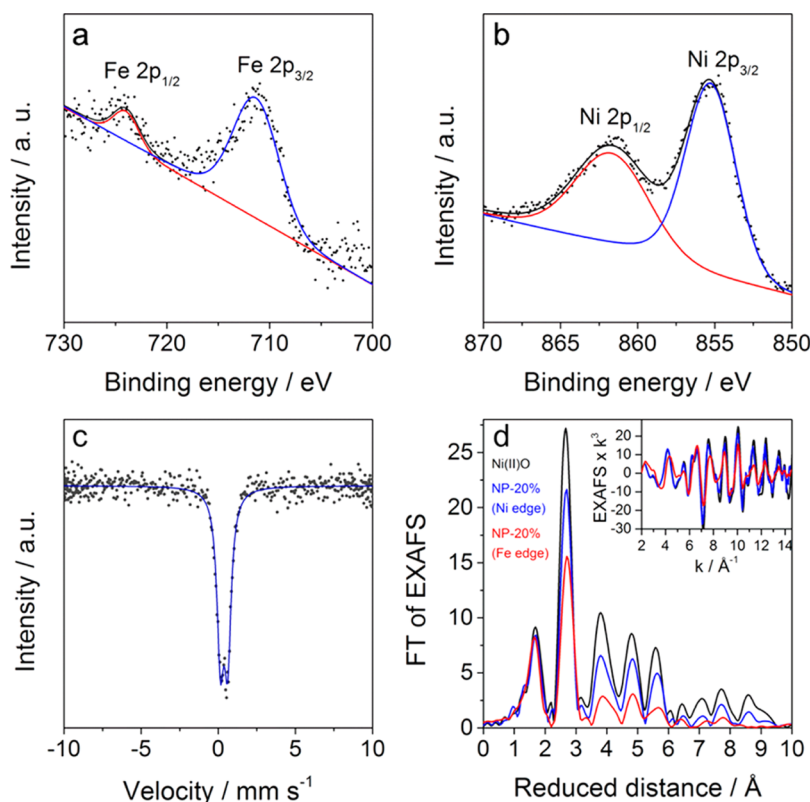 a
Fe 2p1/2
Fe 2p3/2
Intensity / a. u.
730 720 710 700
Binding energy / eV
b
Ni 2p3/2
Ni 2p1/2
Intensity / a.u.
870 865 860 855 850
Binding energy / eV
c
Intensity / a.u.
-10 -5 0 5 10
Velocity / mm s-1
d
Ni(II)O
NP-20%
(Ni edge)
NP-20%
(Fe edge)
FT of EXAFS
25
20
15
10
5
0
0 1 2 3 4 5 6 7 8 9 10
Reduced distance / Å
EXAFS x k3
20
10
0
-10
-20
-30
2 4 6 8 10 12 14
k / Å-1